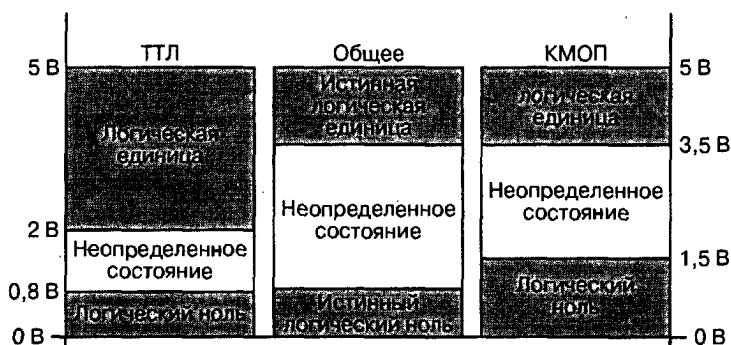 ТТЛ Общее КМОП
5 В 5 В
Истинная
логическая
единица
логическая
единица
Логическая
единица
3,5 В
Неопределенное
состояние
Неопределенное
состояние
2 В
Неопределенное
состояние
1,5 В
0,8 В
Логический
ноль
Логический ноль
Истинный
логический ноль
0 В 0 В